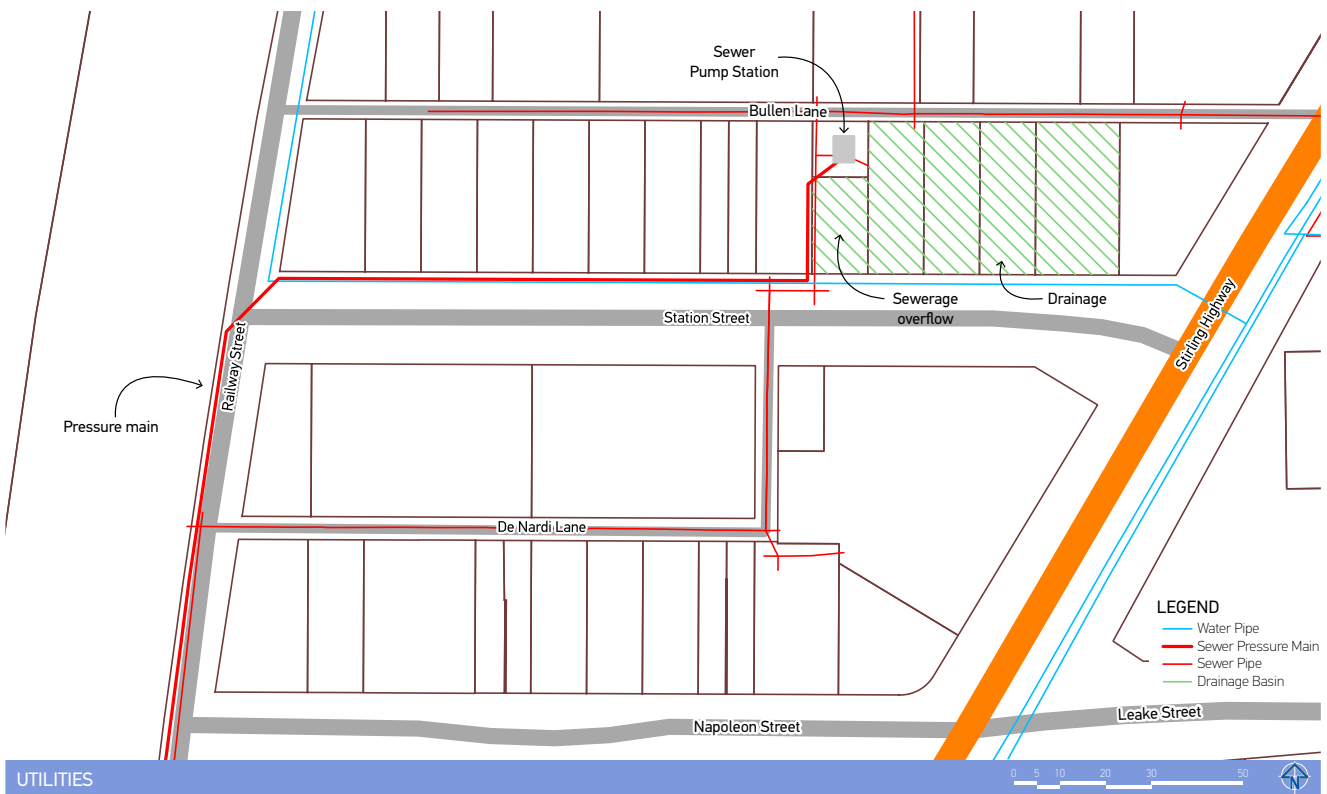 Sewer
Pump Station
Bullen Lane
Sewerage
overflow
Drainage
Station Street
Stirling Highway
Railway Street
Pressure main
De Nardi Lane
LEGEND
Water Pipe
Sewer Pressure Main
Sewer Pipe
Drainage Basin
Leake Street
Napoleon Street
UTILITIES
0 5 10 20 30 50
N